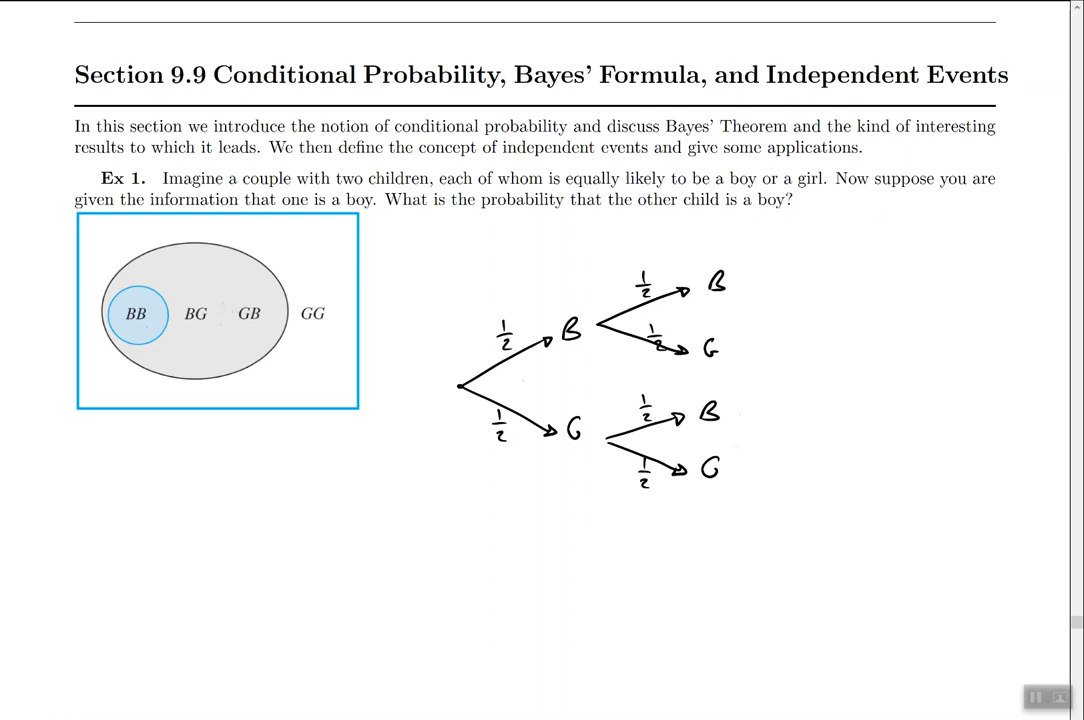 Section 9.9 Conditional Probability, Bayes' Formula, and Independent Events
In this section we introduce the notion of conditional probability and discuss Bayes' Theorem and the kind of interesting
results to which it leads. We then define the concept of independent events and give some applications.
Ex 1. Imagine a couple with two children, each of whom is equally likely to be a boy or a girl. Now suppose you are
given the information that one is a boy. What is the probability that the other child is a boy?
BB BG GB GG
1/2 B
1/2 B
1/2 G
1/2 G
1/2 B
1/2 G